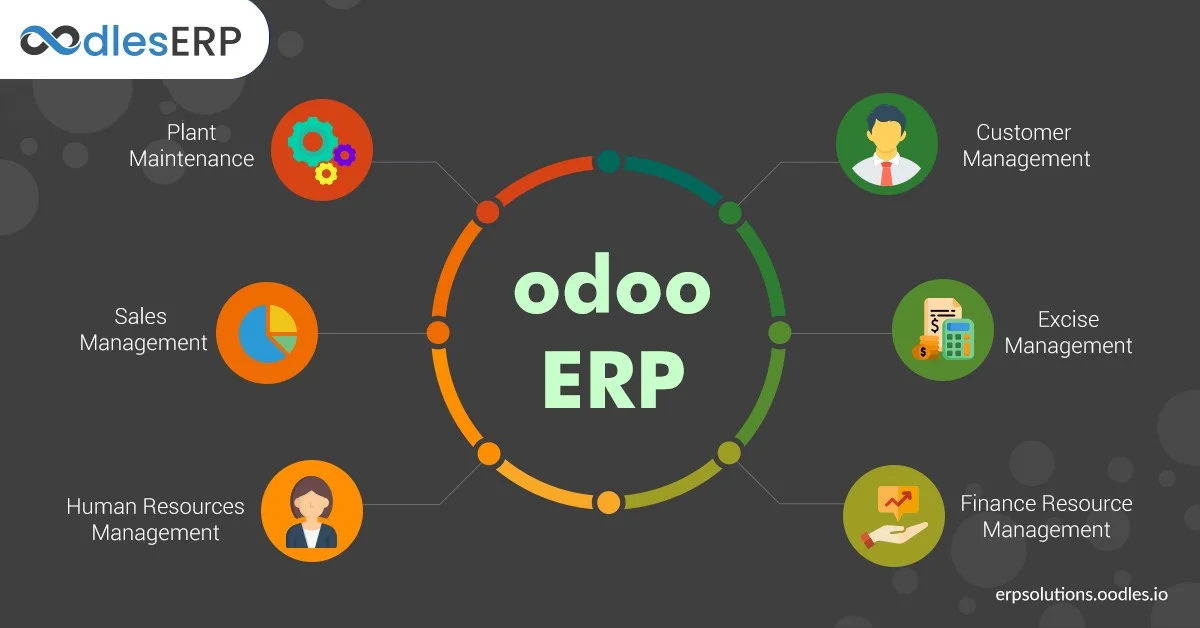 oodlesERP
Plant
Maintenance
Customer
Management
odoo
ERP
Sales
Management
$
$
Excise
Management
Human Resources
Management
Finance Resource
Management
erpsolutions.oodles.io